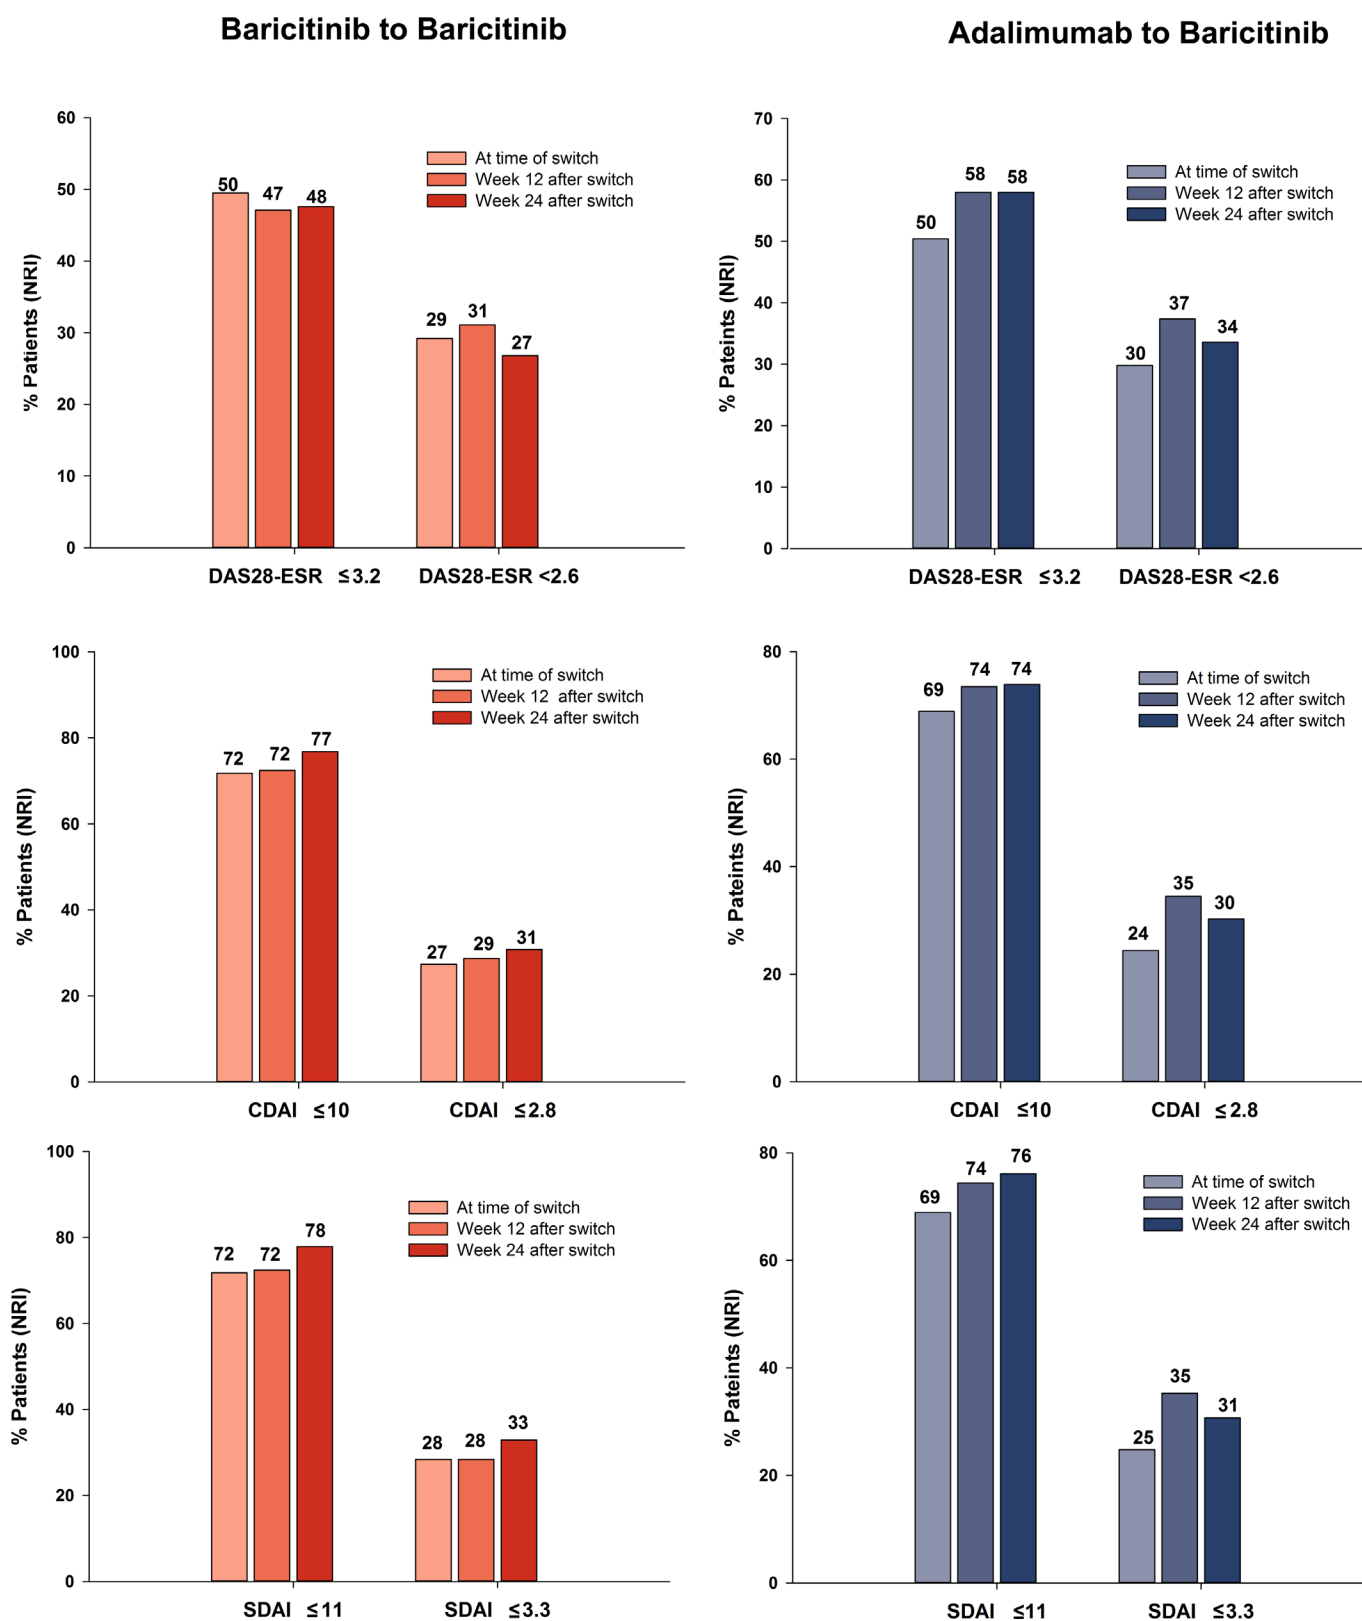 Baricitinib to Baricitinib
Adalimumab to Baricitinib
% Patients (NRI)
60
50
40
30
20
10
0
At time of switch
Week 12 after switch
Week 24 after switch
50
47
48
29
31
27
DAS28-ESR ≤3.2
DAS28-ESR <2.6
% Pateints (NRI)
70
60
50
40
30
20
10
0
At time of switch
Week 12 after switch
Week 24 after switch
50
58
58
30
37
34
DAS28-ESR ≤3.2
DAS28-ESR <2.6
% Patients (NRI)
100
80
60
40
20
0
At time of switch
Week 12 after switch
Week 24 after switch
72
72
77
27
29
31
CDAI ≤10
CDAI ≤2.8
% Pateints (NRI)
80
60
40
20
0
At time of switch
Week 12 after switch
Week 24 after switch
69
74
74
24
35
30
CDAI ≤10
CDAI ≤2.8
% Patients (NRI)
100
80
60
40
20
0
At time of switch
Week 12 after switch
Week 24 after switch
72
72
78
28
28
33
SDAI ≤11
SDAI ≤3.3
% Pateints (NRI)
80
60
40
20
0
At time of switch
Week 12 after switch
Week 24 after switch
69
74
76
25
35
31
SDAI ≤11
SDAI ≤3.3